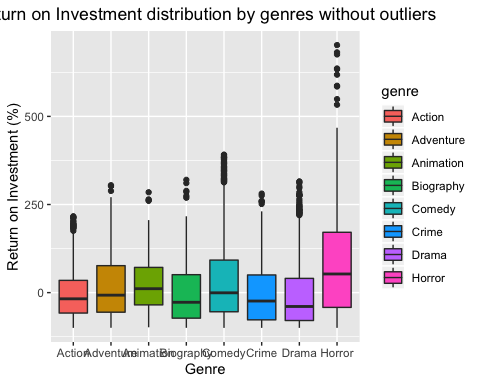 turn on Investment distribution by genres without outliers
Return on Investment (%)
500
250
0
Action Adventure Animation Biography Comedy Crime Drama Horror
Genre
genre
Action
Adventure
Animation
Biography
Comedy
Crime
Drama
Horror